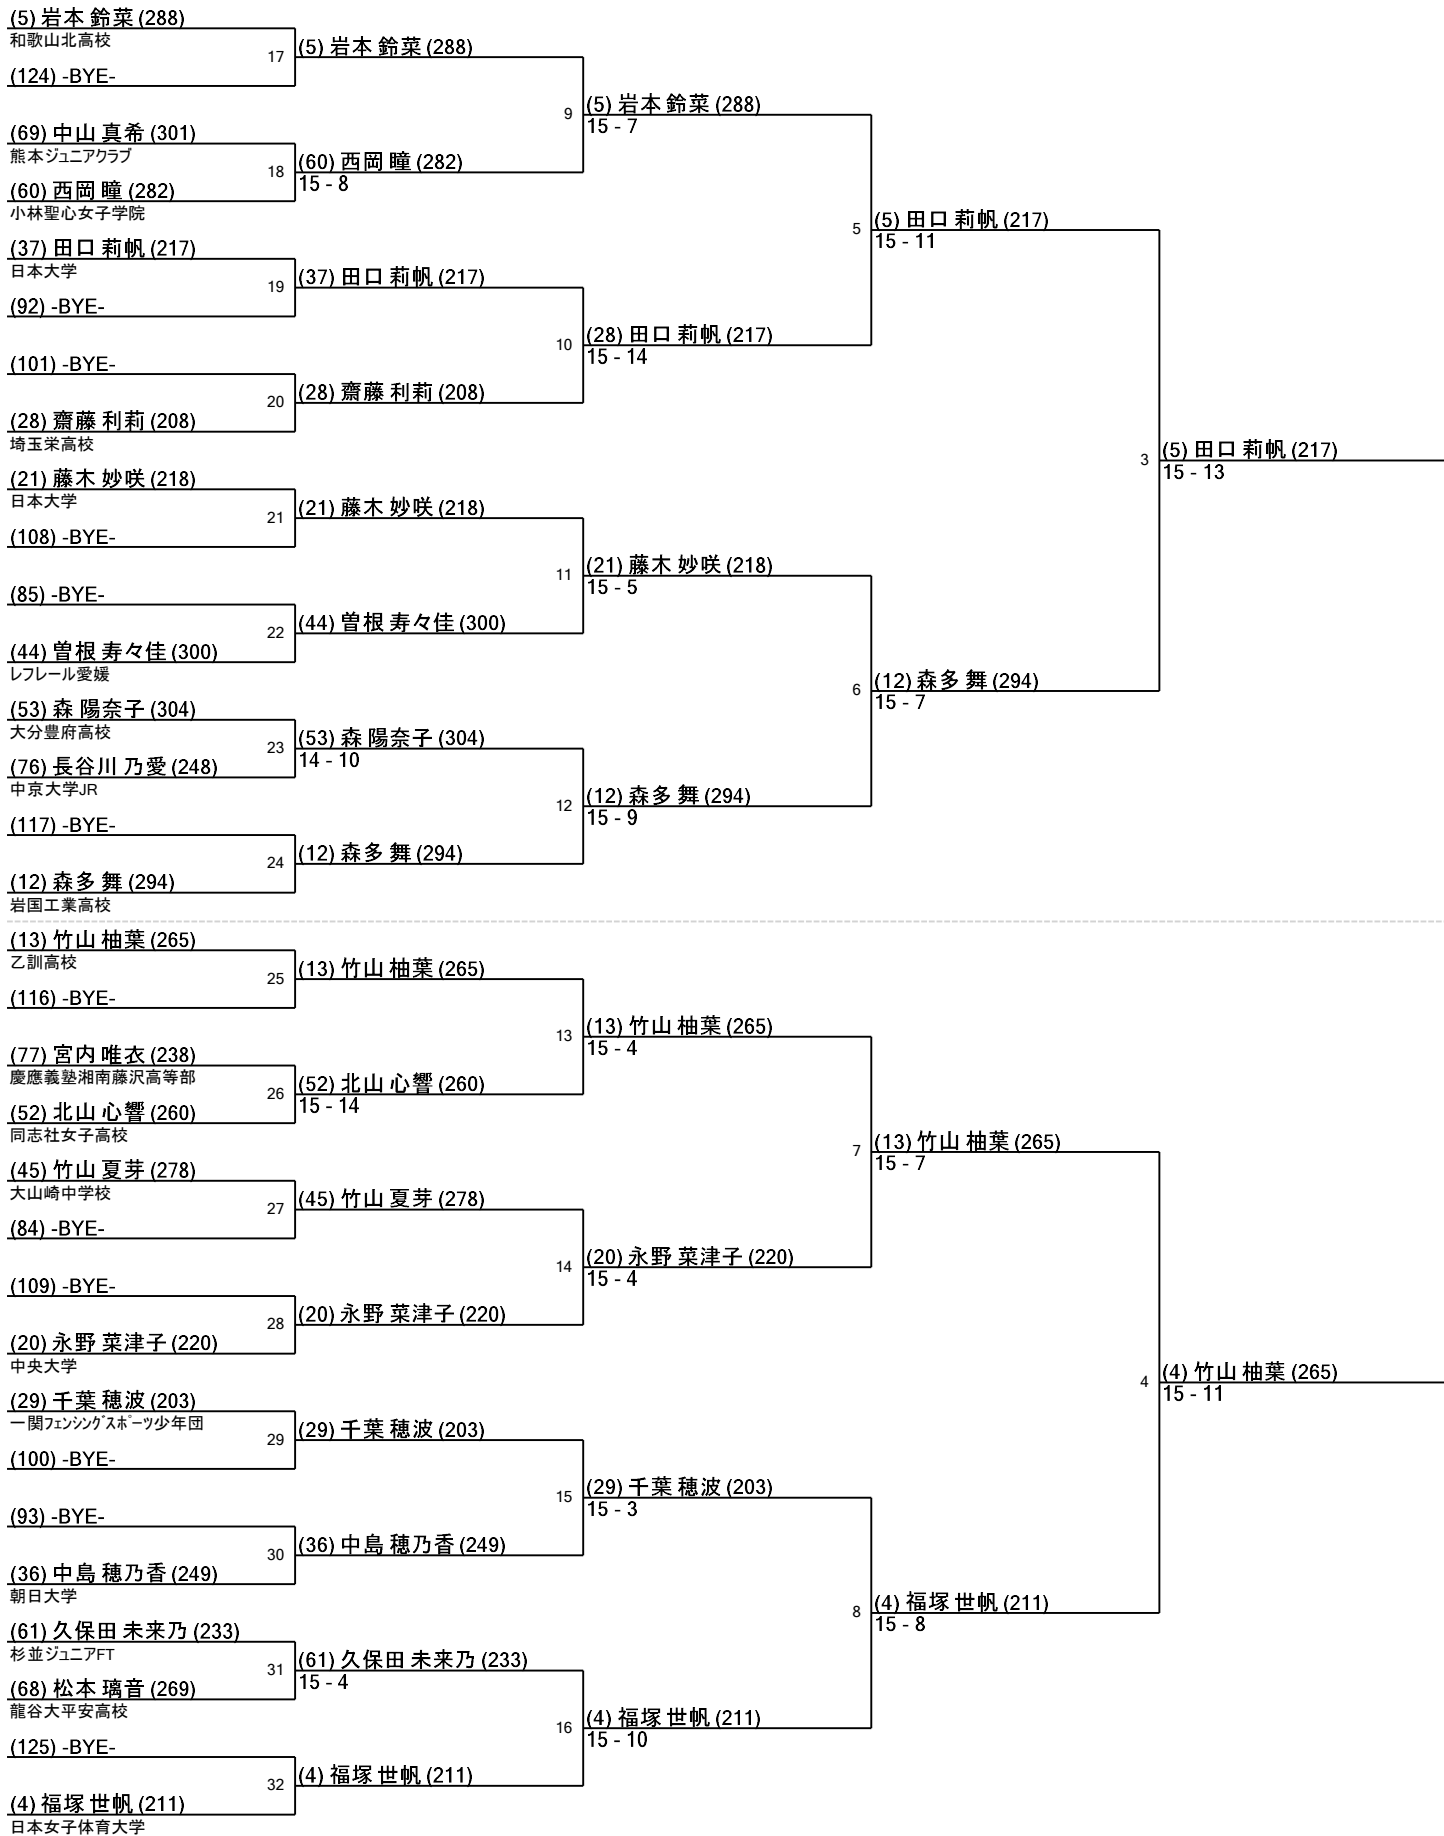 (5) 岩本 鈴菜 (288)
和歌山北高校
17
(5) 岩本 鈴菜 (288)
(124) -BYE-
9
(5) 岩本 鈴菜 (288)
15 - 7
(69) 中山 真希 (301)
熊本ジュニアクラブ
18
(60) 西岡 瞳 (282)
15 - 8
(60) 西岡 瞳 (282)
小林聖心女子学院
5
(5) 田口 莉帆 (217)
15 - 11
(37) 田口 莉帆 (217)
日本大学
19
(37) 田口 莉帆 (217)
(92) -BYE-
10
(28) 田口 莉帆 (217)
15 - 14
(101) -BYE-
20
(28) 齋藤 利莉 (208)
(28) 齋藤 利莉 (208)
埼玉栄高校
3
(5) 田口 莉帆 (217)
15 - 13
(21) 藤木 妙咲 (218)
日本大学
21
(21) 藤木 妙咲 (218)
(108) -BYE-
11
(21) 藤木 妙咲 (218)
15 - 5
(85) -BYE-
22
(44) 曽根 寿々佳 (300)
(44) 曽根 寿々佳 (300)
レフレール愛媛
6
(12) 森多 舞 (294)
15 - 7
(53) 森 陽奈子 (304)
大分豊府高校
23
(53) 森 陽奈子 (304)
14 - 10
(76) 長谷川 乃愛 (248)
中京大学JR
12
(12) 森多 舞 (294)
15 - 9
(117) -BYE-
24
(12) 森多 舞 (294)
(12) 森多 舞 (294)
岩国工業高校
(13) 竹山 柚葉 (265)
乙訓高校
25
(13) 竹山 柚葉 (265)
(116) -BYE-
13
(13) 竹山 柚葉 (265)
15 - 4
(77) 宮内 唯衣 (238)
慶應義塾湘南藤沢高等部
26
(52) 北山 心響 (260)
15 - 14
(52) 北山 心響 (260)
同志社女子高校
7
(13) 竹山 柚葉 (265)
15 - 7
(45) 竹山 夏芽 (278)
大山崎中学校
27
(45) 竹山 夏芽 (278)
(84) -BYE-
14
(20) 永野 菜津子 (220)
15 - 4
(109) -BYE-
28
(20) 永野 菜津子 (220)
(20) 永野 菜津子 (220)
中央大学
4
(4) 竹山 柚葉 (265)
15 - 11
(29) 千葉 穂波 (203)
一関ﾌｪﾝｼﾝｸﾞｽﾎﾟｰﾂ少年団
29
(29) 千葉 穂波 (203)
(100) -BYE-
15
(29) 千葉 穂波 (203)
15 - 3
(93) -BYE-
30
(36) 中島 穂乃香 (249)
(36) 中島 穂乃香 (249)
朝日大学
8
(4) 福塚 世帆 (211)
15 - 8
(61) 久保田 未来乃 (233)
杉並ジュニアFT
31
(61) 久保田 未来乃 (233)
15 - 4
(68) 松本 璃音 (269)
龍谷大平安高校
16
(4) 福塚 世帆 (211)
15 - 10
(125) -BYE-
32
(4) 福塚 世帆 (211)
(4) 福塚 世帆 (211)
日本女子体育大学